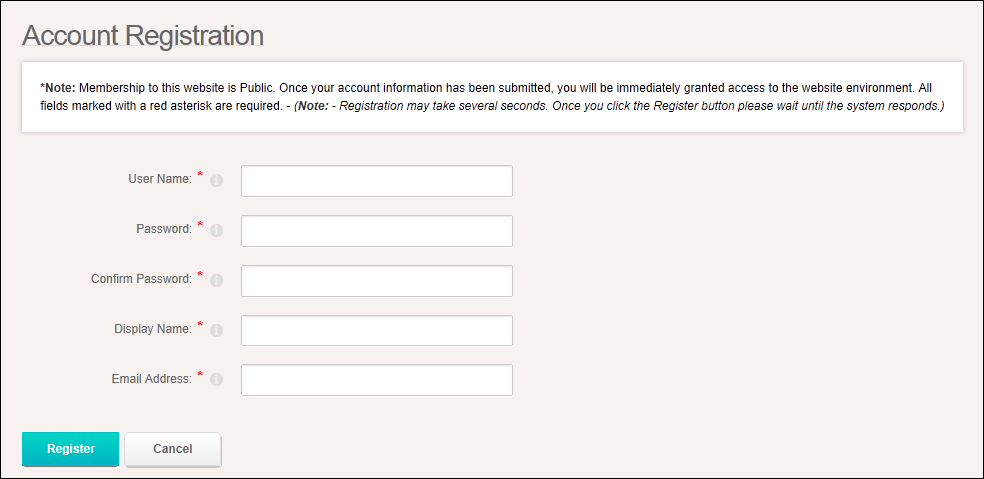 Account Registration
*Note: Membership to this website is Public. Once your account information has been submitted, you will be immediately granted access to the website environment. All
fields marked with a red asterisk are required. - (Note: - Registration may take several seconds. Once you click the Register button please wait until the system responds.)
User Name: *
Password: *
Confirm Password: *
Display Name: *
Email Address: *
Register Cancel